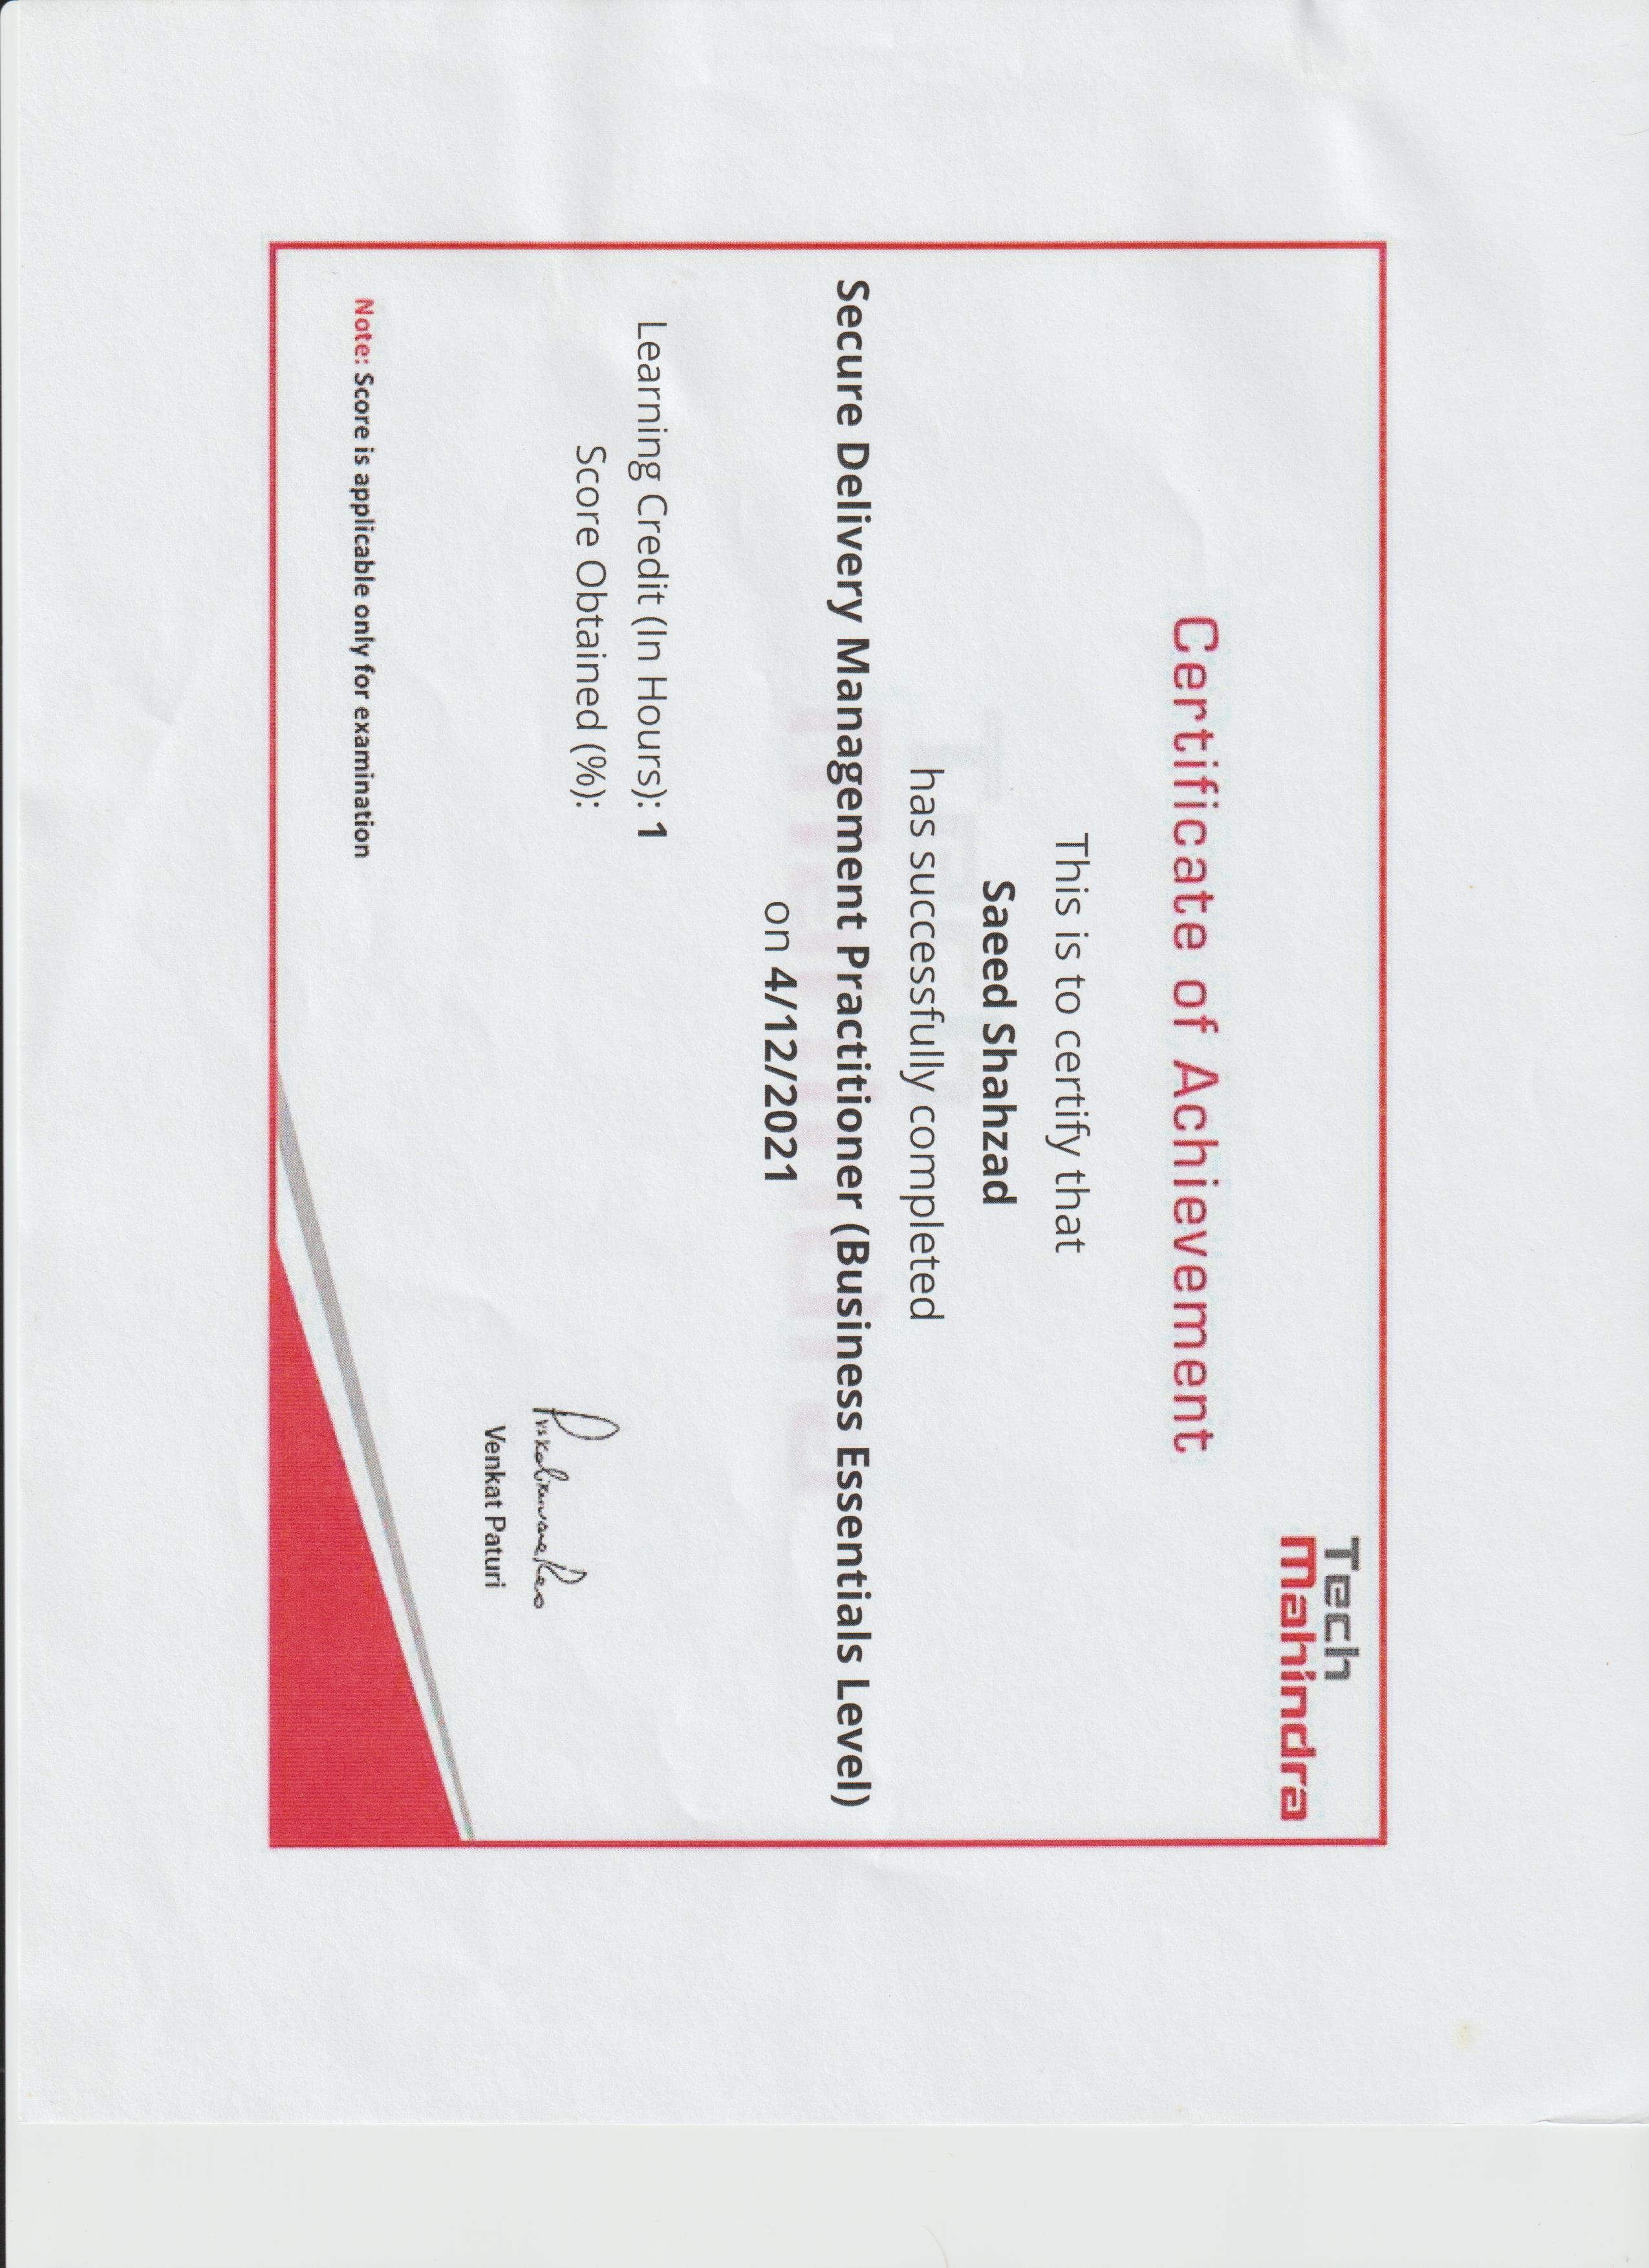 Tech
Mahindra
Certificate of Achievement
This is to certify that
Saeed Shahzad
has successfully completed
Secure Delivery Management Practitioner (Business Essentials Level)
on 4/12/2021
Learning Credit (In Hours): 1
Score Obtained (%):
Venkat Paturi
Note: Score is applicable only for examination